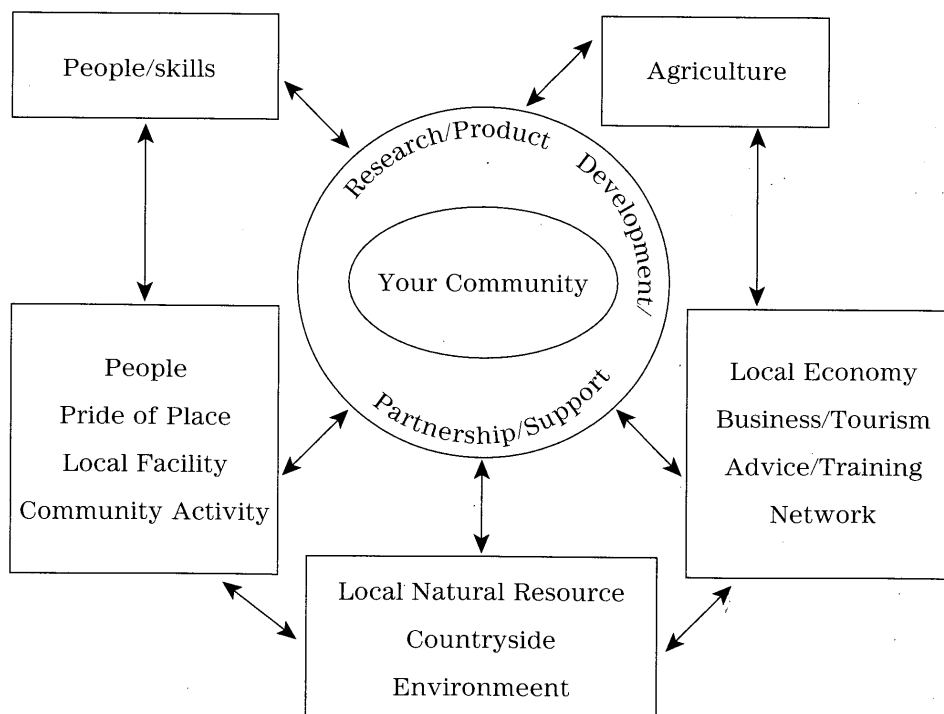 People/skills
Agriculture
Research/Product Development/
Your Community
Partnership/Support
People
Pride of Place
Local Facility
Community Activity
Local Economy
Business/Tourism
Advice/Training
Network
Local Natural Resource
Countryside
Environmeent